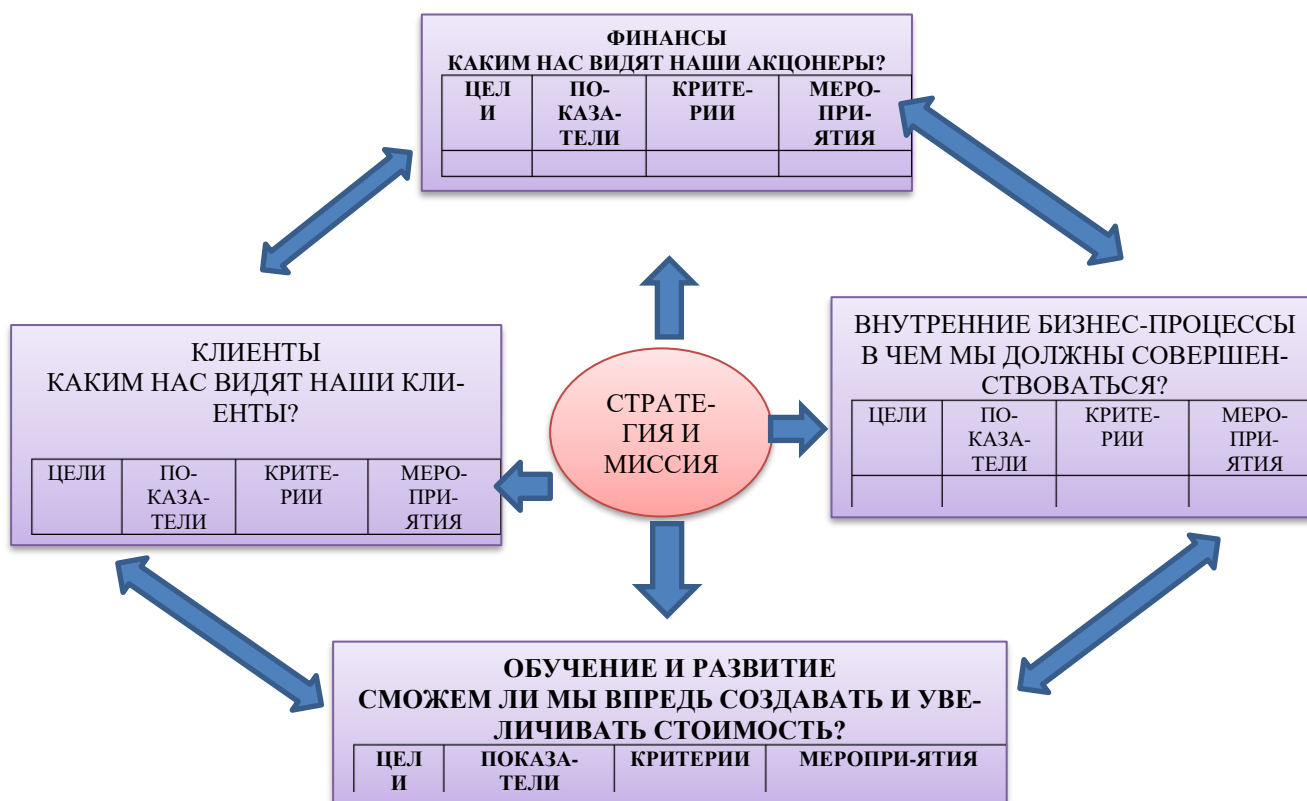 ФИНАНСЫ
КАКИМ НАС ВИДЯТ НАШИ АКЦОНЕРЫ?
ЦЕЛ
И
ПО-
КАЗА-
ТЕЛИ
КРИТЕ-
РИИ
МЕРО-
ПРИ-
ЯТИЯ
КЛИЕНТЫ
КАКИМ НАС ВИДЯТ НАШИ КЛИ-
ЕНТЫ?
ЦЕЛИ
ПО-
КАЗА-
ТЕЛИ
КРИТЕ-
РИИ
МЕРО-
ПРИ-
ЯТИЯ
СТРАТЕ-
ГИЯ И
МИССИЯ
ВНУТРЕННИЕ БИЗНЕС-ПРОЦЕССЫ
В ЧЕМ МЫ ДОЛЖНЫ СОВЕРШЕН-
СТВОВАТЬСЯ?
ЦЕЛИ
ПО-
КАЗА-
ТЕЛИ
КРИТЕ-
РИИ
МЕРО-
ПРИ-
ЯТИЯ
ОБУЧЕНИЕ И РАЗВИТИЕ
СМОЖЕМ ЛИ МЫ ВПРЕДЬ СОЗДАВАТЬ И УВЕ-
ЛИЧИВАТЬ СТОИМОСТЬ?
ЦЕЛ
И
ПОКАЗА-
ТЕЛИ
КРИТЕРИИ
МЕРОПРИ-ЯТИЯ